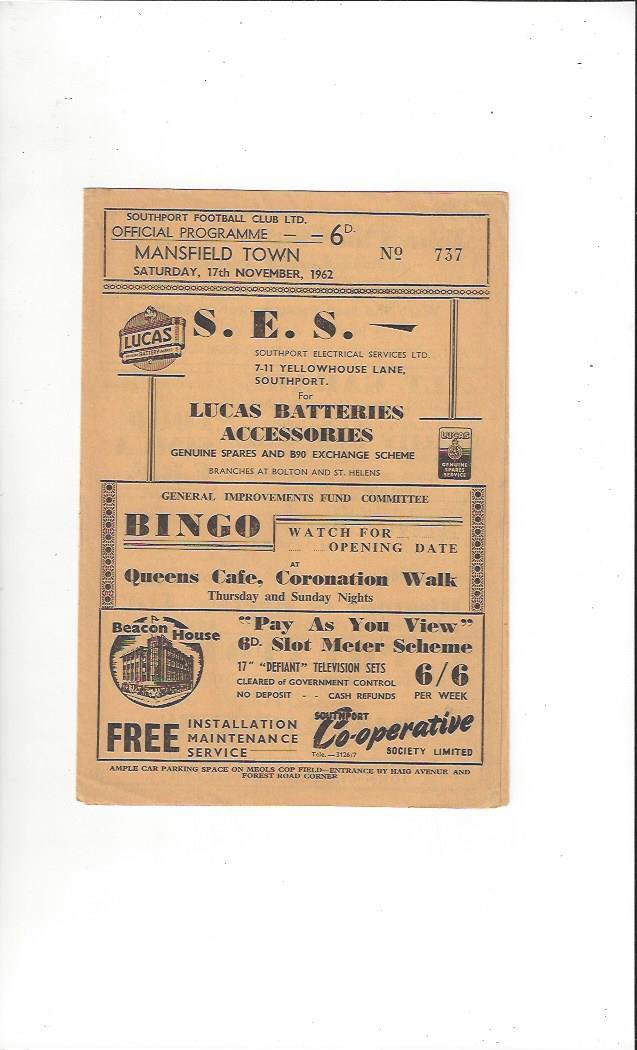 SOUTHPORT FOOTBALL CLUB LTD.
OFFICIAL PROGRAMME — — 6D.
MANSFIELD TOWN
SATURDAY, 17th NOVEMBER, 1962
No 737
LUCAS
BATTERY
S. E. S. —
SOUTHPORT ELECTRICAL SERVICES LTD.
7-11 YELLOWHOUSE LANE,
SOUTHPORT.
For
LUCAS BATTERIES
ACCESSORIES
GENUINE SPARES AND B90 EXCHANGE SCHEME
BRANCHES AT BOLTON AND ST. HELENS
LUCAS
GENUINE
SPARES
SERVICE
GENERAL IMPROVEMENTS FUND COMMITTEE
BINGO
WATCH FOR ....
.... .... OPENING DATE
AT
Queens Cafe, Coronation Walk
Thursday and Sunday Nights
Beacon House
"Pay As You View"
6D. Slot Meter Scheme
17" "DEFIANT" TELEVISION SETS
CLEARED of GOVERNMENT CONTROL
NO DEPOSIT - - CASH REFUNDS
6/6
PER WEEK
FREE INSTALLATION
MAINTENANCE
SERVICE
SOUTHPORT
Co-operative
SOCIETY LIMITED
Tele.—3126/7
AMPLE CAR PARKING SPACE ON MEOLS COP FIELD—ENTRANCE BY HAIG AVENUE AND
FOREST ROAD CORNER